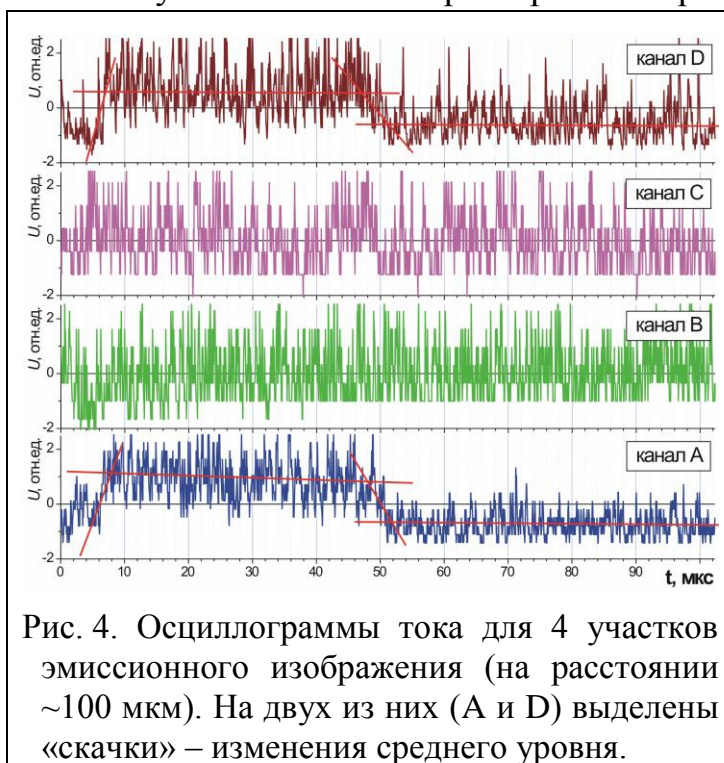 U, отн.ед.
2
0
-2
канал D
U, отн.ед.
2
0
-2
канал C
U, отн.ед.
2
0
-2
канал B
U, отн.ед.
2
0
-2
канал A
0 10 20 30 40 50 60 70 80 90
t, мкс
Рис. 4. Осциллограммы тока для 4 участков
эмиссионного изображения (на расстоянии
~100 мкм). На двух из них (A и D) выделены
«скачки» – изменения среднего уровня.